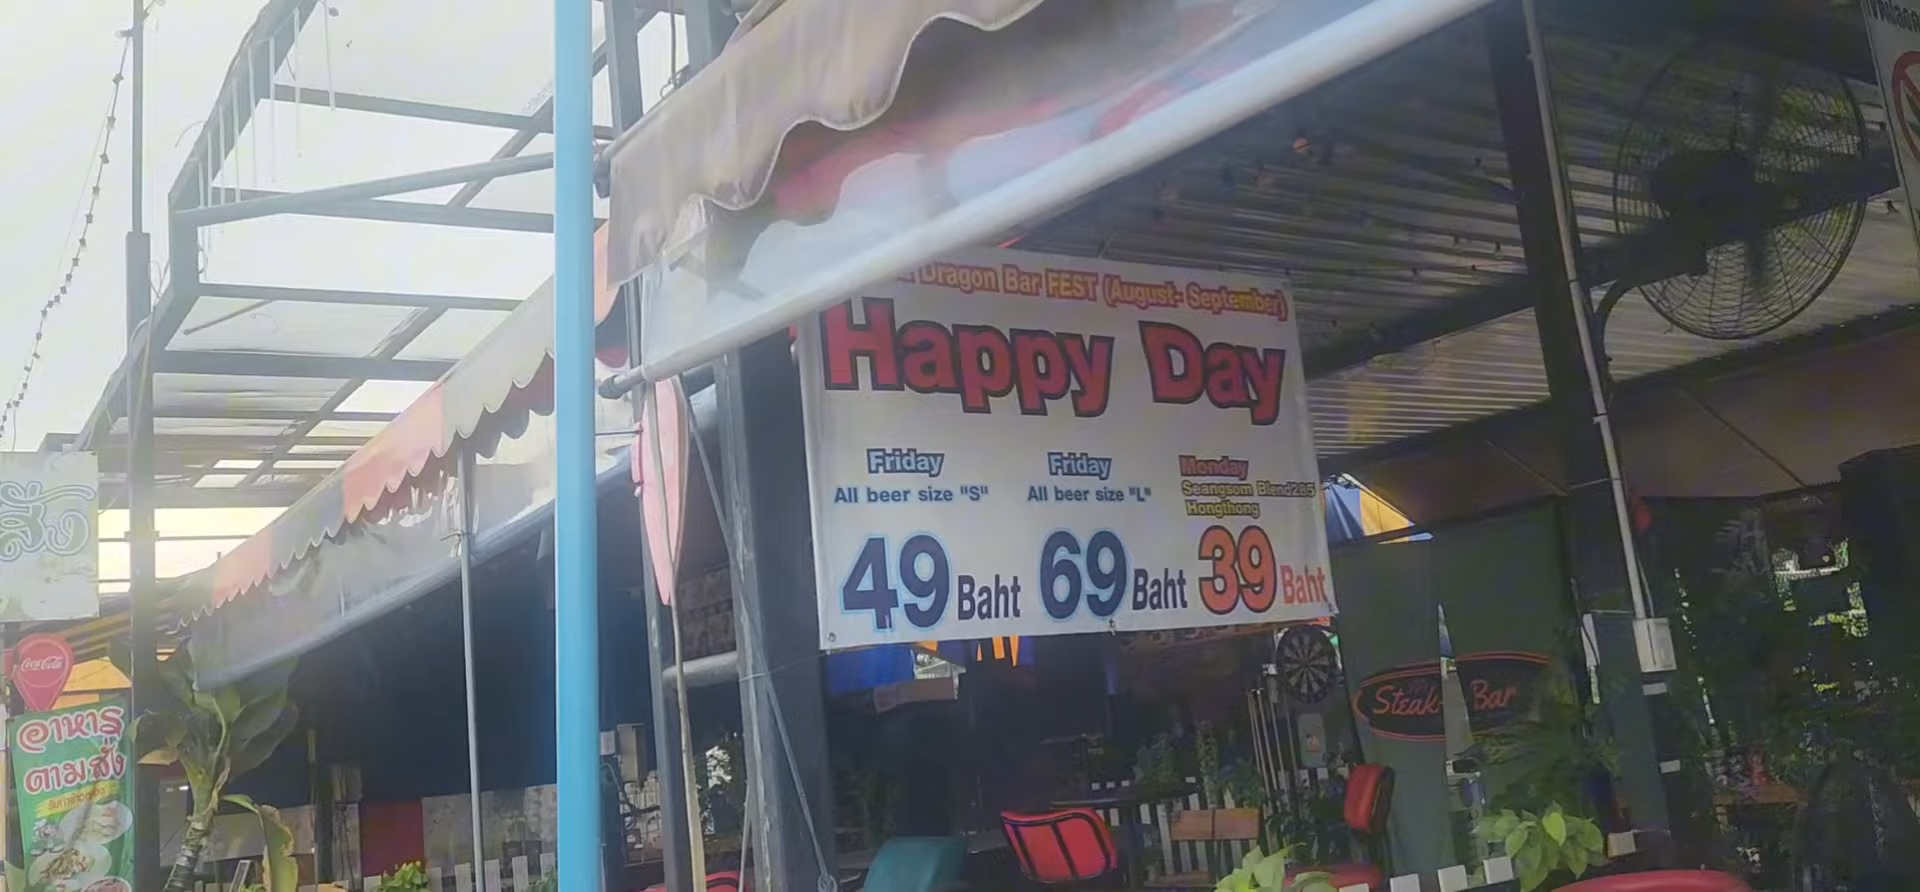 Dragon Bar FEST (August- September)
Happy Day
Friday
All beer size "S"
49 Baht
Friday
All beer size "L"
69 Baht
Monday
Seangsom Blend285
Hongthong
39 Baht
Steak Bar
สั่ง
Coca-Cola
อาหาร
ตามสั่ง